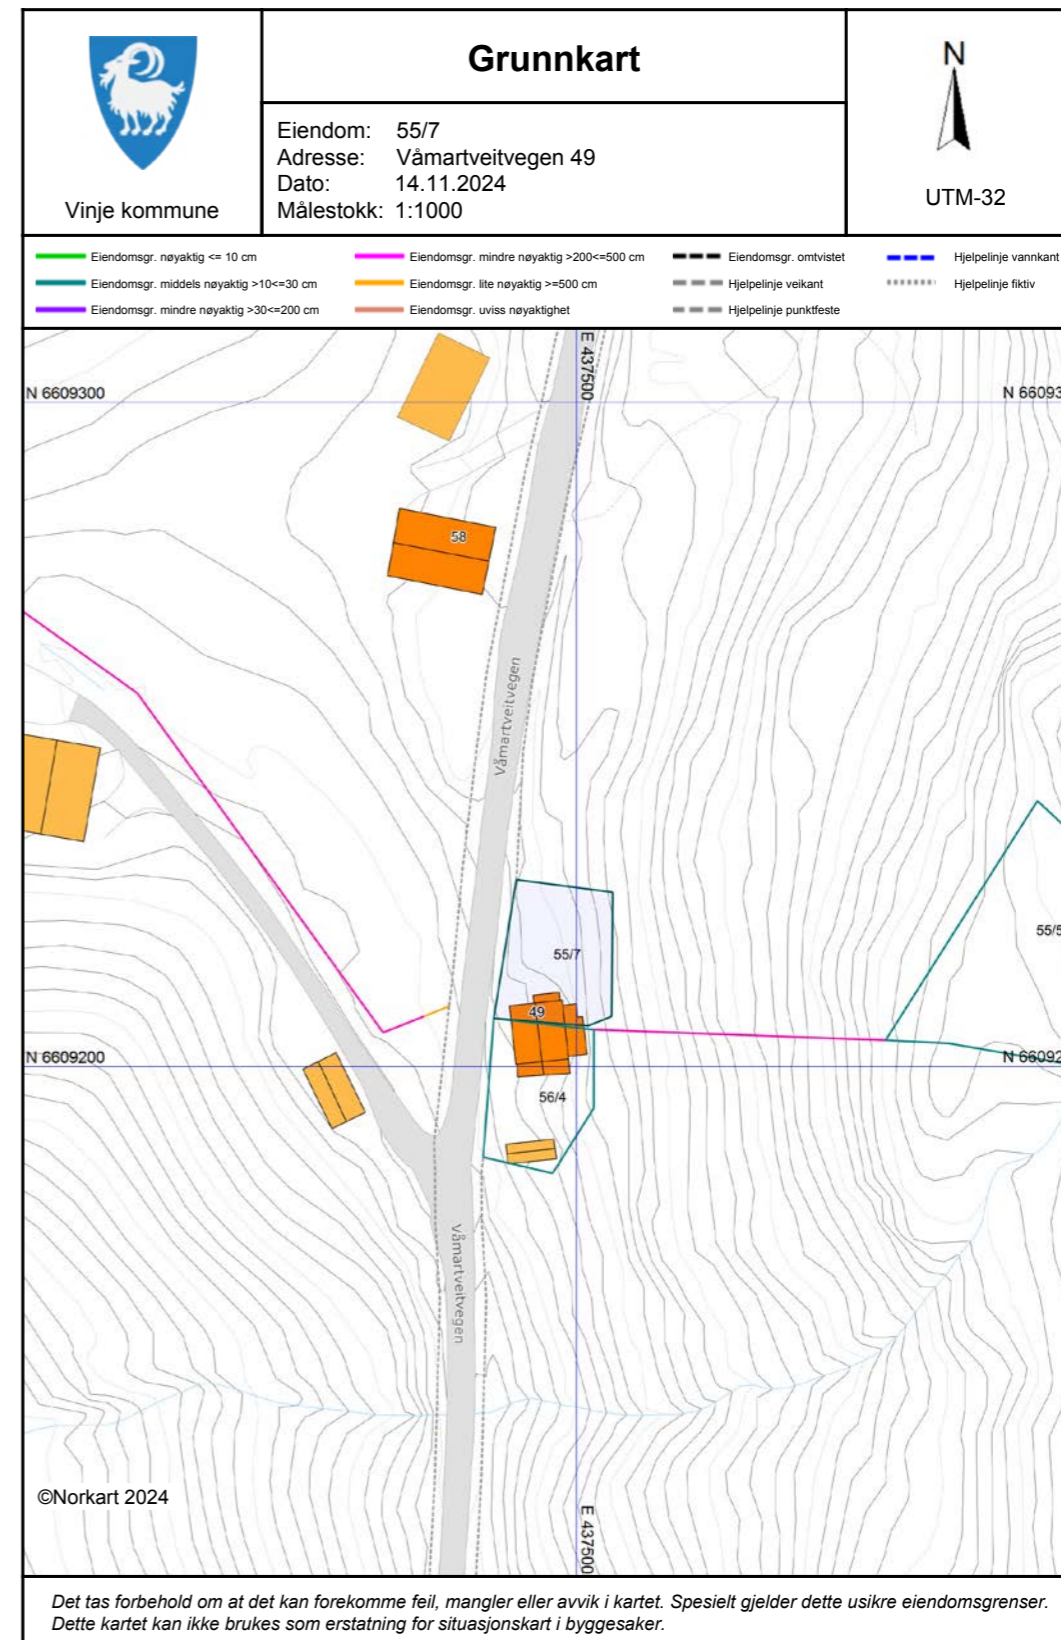 Vinje kommune
Grunnkart
Eiendom: 55/7
Adresse: Våmartveitvegen 49
Dato: 14.11.2024
Målestokk: 1:1000
N
UTM-32
Eiendomsgr. nøyaktig <= 10 cm
Eiendomsgr. middels nøyaktig >10<=30 cm
Eiendomsgr. mindre nøyaktig >30<=200 cm
Eiendomsgr. mindre nøyaktig >200<=500 cm
Eiendomsgr. lite nøyaktig >=500 cm
Eiendomsgr. uviss nøyaktighet
Eiendomsgr. omtvistet
Hjelpelinje veikant
Hjelpelinje punktfeste
Hjelpelinje vannkant
Hjelpelinje fiktiv
E 437500
N 6609300
N 66093
58
Våmartveitvegen
55/7
55/5
49
N 6609200
N 66092
56/4
Våmartveitvegen
©Norkart 2024
E 437500
Det tas forbehold om at det kan forekomme feil, mangler eller avvik i kartet. Spesielt gjelder dette usikre eiendomsgrenser.
Dette kartet kan ikke brukes som erstatning for situasjonskart i byggesaker.